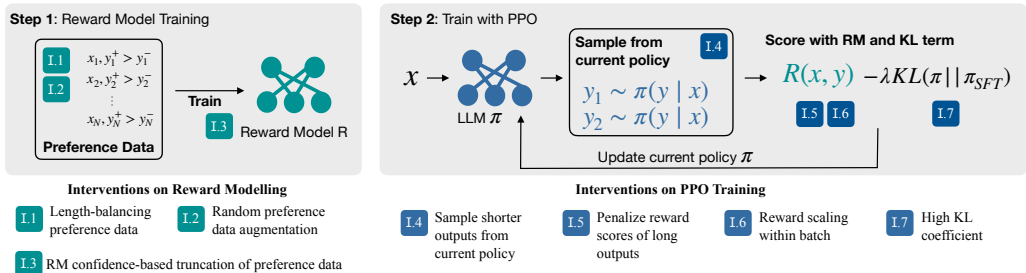 Step 1: Reward Model Training
I.1
I.2
x₁, y₁⁺ > y₁⁻
x₂, y₂⁺ > y₂⁻
⋮
x_N, y_N⁺ > y_N⁻
Preference Data
Train
I.3
Reward Model R
Interventions on Reward Modelling
I.1 Length-balancing
preference data
I.2 Random preference
data augmentation
I.3 RM confidence-based truncation of preference data
Step 2: Train with PPO
x
LLM π
Sample from
current policy
I.4
y₁ ∼ π(y | x)
y₂ ∼ π(y | x)
Score with RM and KL term
R(x, y) −λKL(π || π_SFT)
I.5 I.6 I.7
Update current policy π
Interventions on PPO Training
I.4 Sample shorter
outputs from
current policy
I.5 Penalize reward
scores of long
outputs
I.6 Reward scaling
within batch
I.7 High KL
coefficient